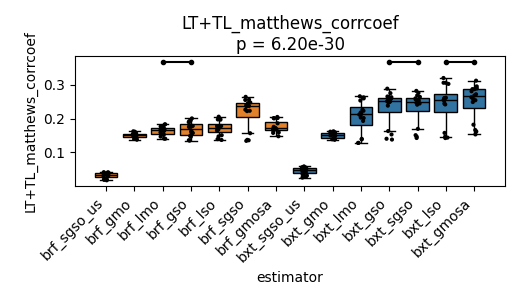 LT+TL_matthews_corrcoef
p = 6.20e-30
LT+TL_matthews_corrcoef
0.3
0.2
0.1
brf_sgso_us
brf_gmo
brf_lmo
brf_gso
brf_lso
brf_sgso
brf_gmosa
bxt_sgso_us
bxt_gmo
bxt_lmo
bxt_gso
bxt_sgso
bxt_lso
bxt_gmosa
estimator